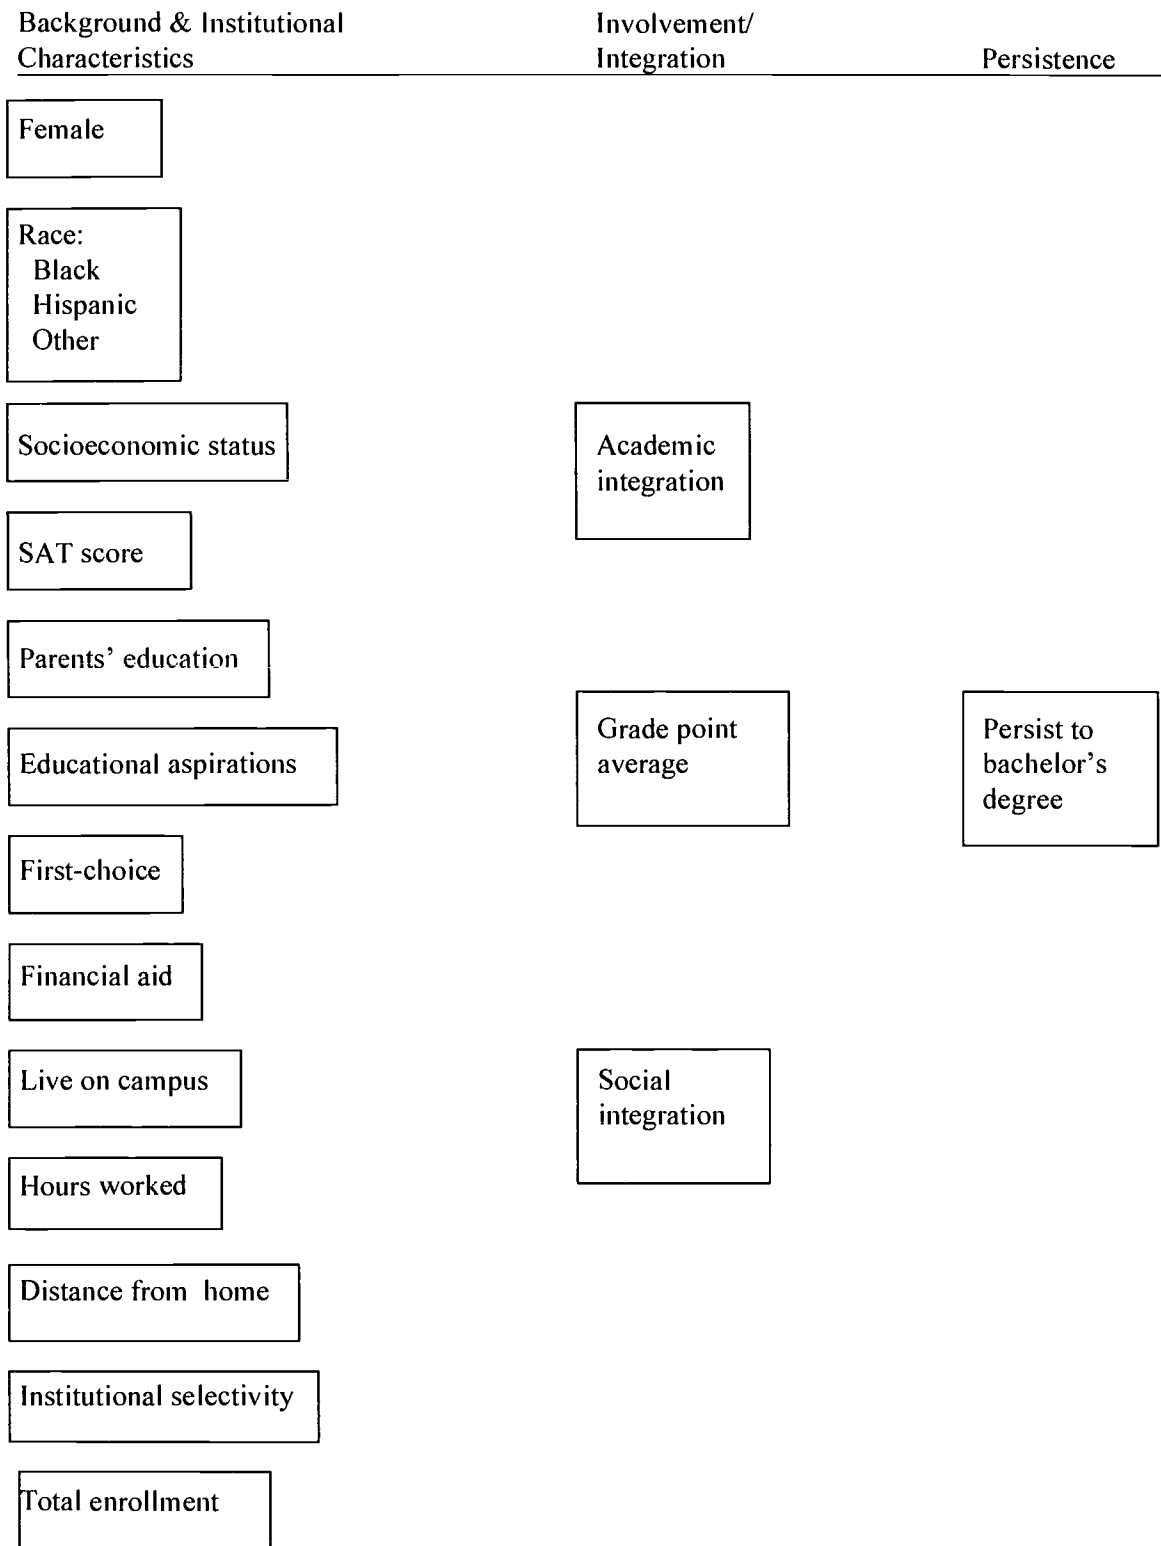 Background & Institutional
Characteristics
Involvement/
Integration
Persistence
Female
Race:
Black
Hispanic
Other
Socioeconomic status
SAT score
Parents' education
Educational aspirations
First-choice
Financial aid
Live on campus
Hours worked
Distance from home
Institutional selectivity
Total enrollment
Academic
integration
Grade point
average
Social
integration
Persist to
bachelor's
degree